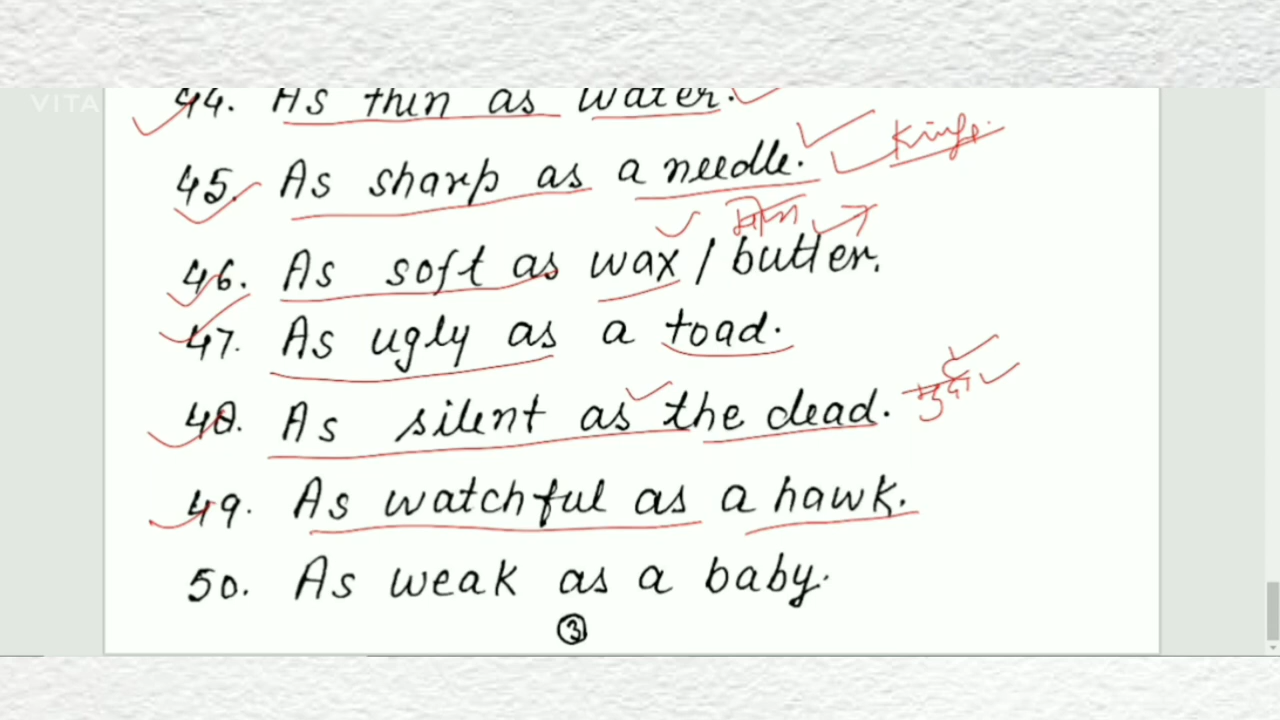 VITA
44. As thin as water.
45. As sharp as a needle.
46. As soft as wax / butter.
47. As ugly as a toad.
48. As silent as the dead. मुर्दा
49. As watchful as a hawk.
50. As weak as a baby.
3